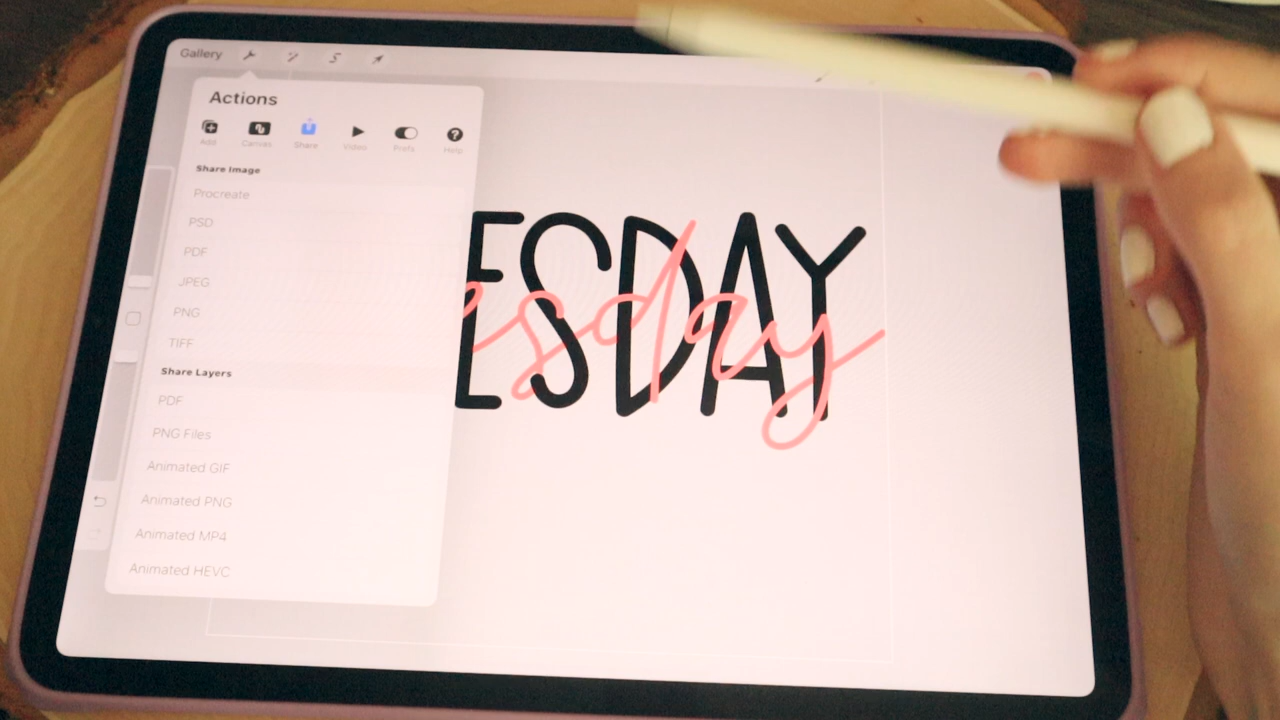 Gallery
Actions
Add Canvas Share Video Prefs Help
Share Image
Procreate
PSD
PDF
JPEG
PNG
TIFF
Share Layers
PDF
PNG Files
Animated GIF
Animated PNG
Animated MP4
Animated HEVC
ESDAY
esday